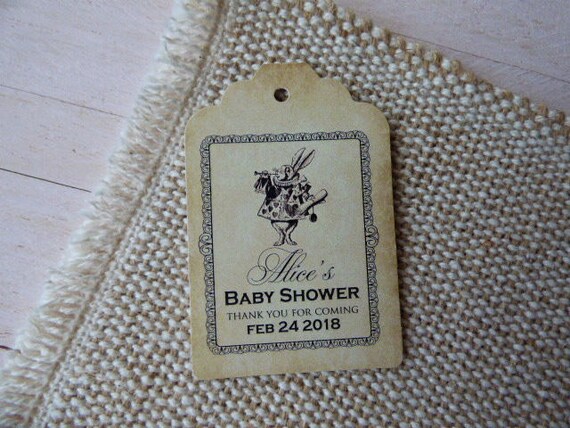 Alice's
BABY SHOWER
THANK YOU FOR COMING
FEB 24 2018